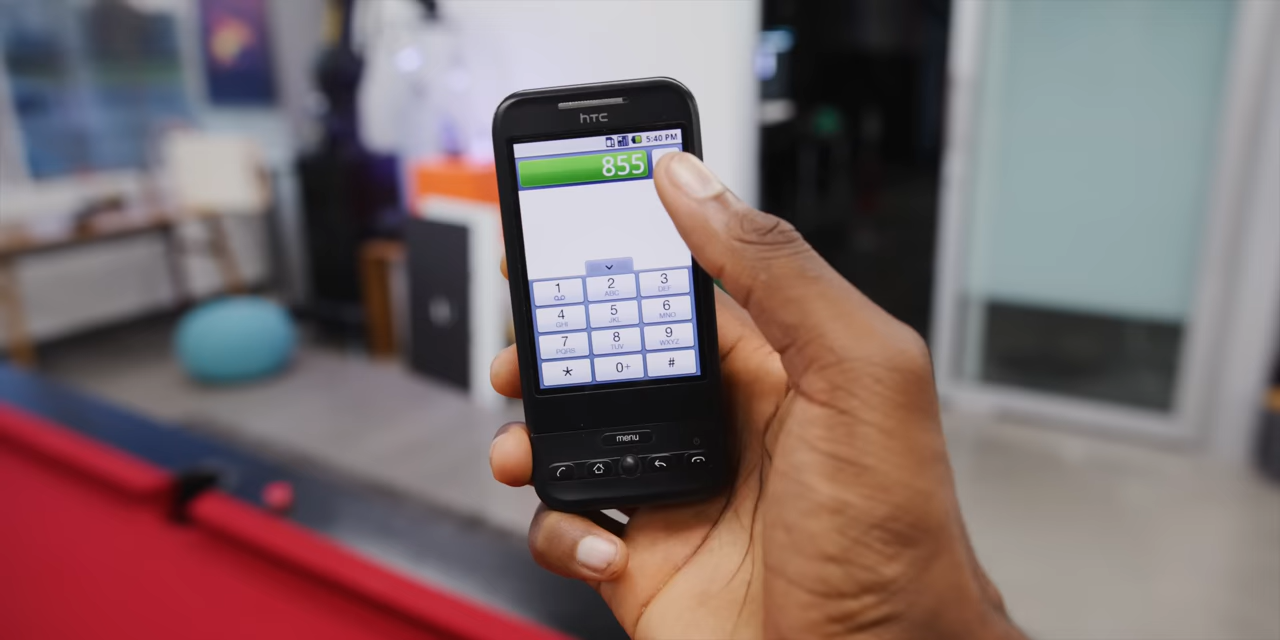 hTC
5:40 PM
855
1 2 ABC 3 DEF
4 GHI 5 JKL 6 MNO
7 PQRS 8 TUV 9 WXYZ
* 0+ #
menu